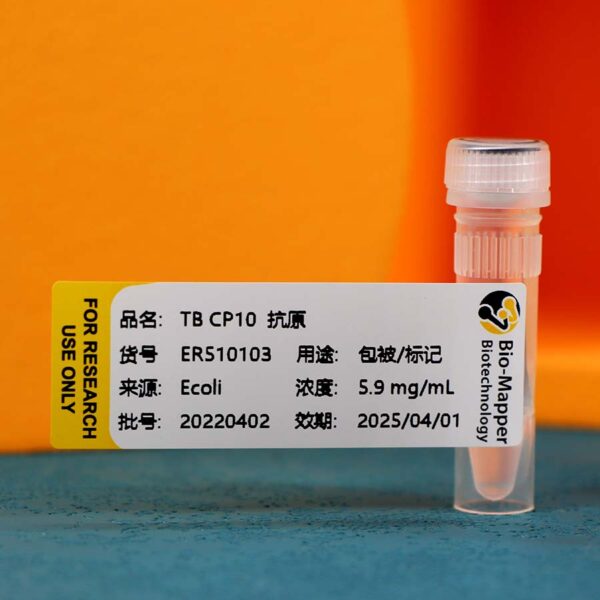 FOR RESEARCH
USE ONLY
品名: TB CP10 抗原
货号 ERS10103 用途: 包被/标记
来源: Ecoli 浓度: 5.9 mg/mL
批号: 20220402 效期: 2025/04/01
Bio-Mapper
Biotechnology